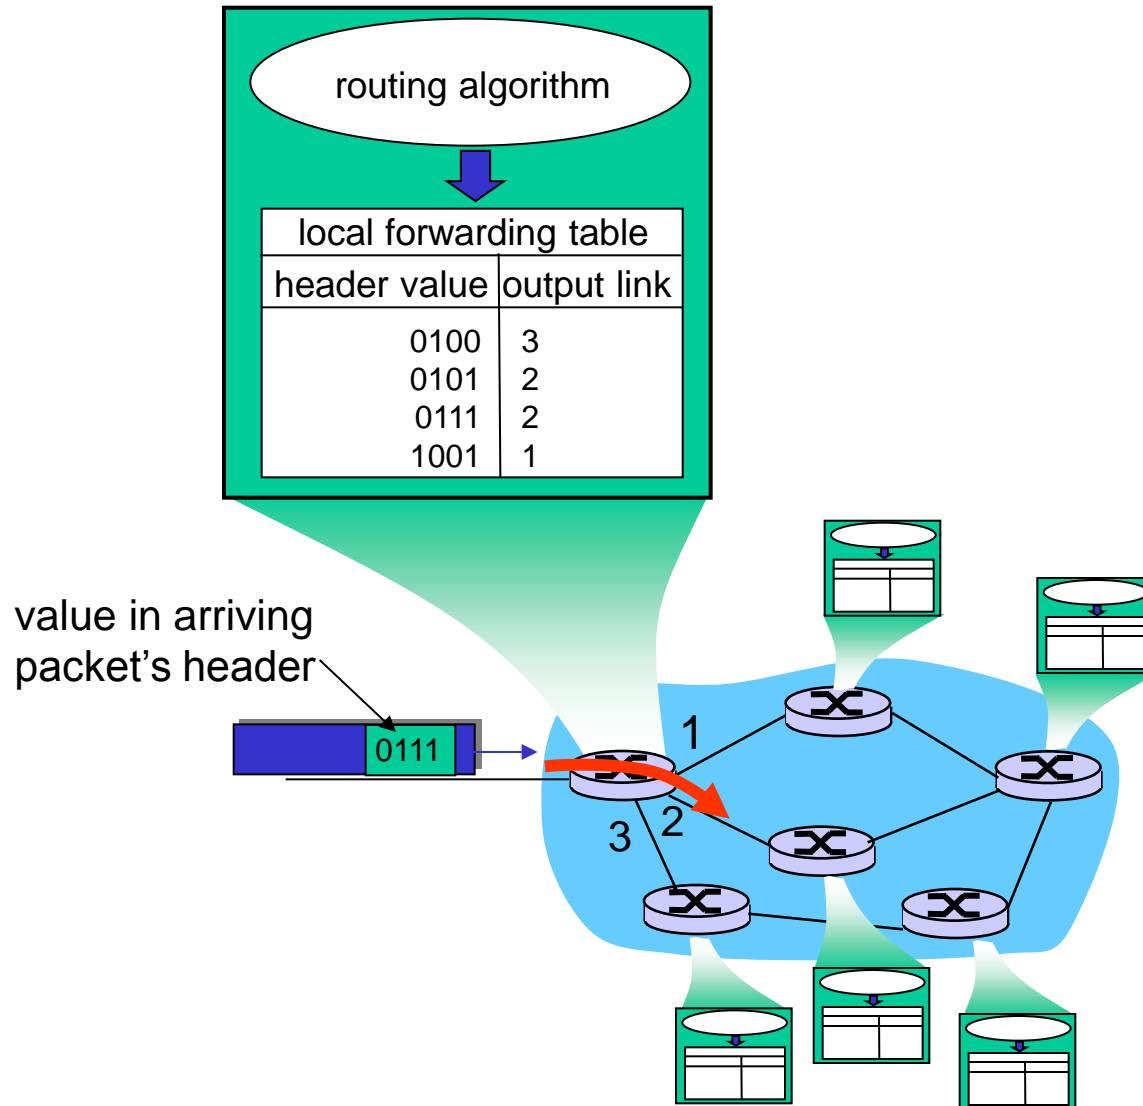 routing algorithm
local forwarding table
header value output link
0100 3
0101 2
0111 2
1001 1
value in arriving
packet's header
0111
1
2
3